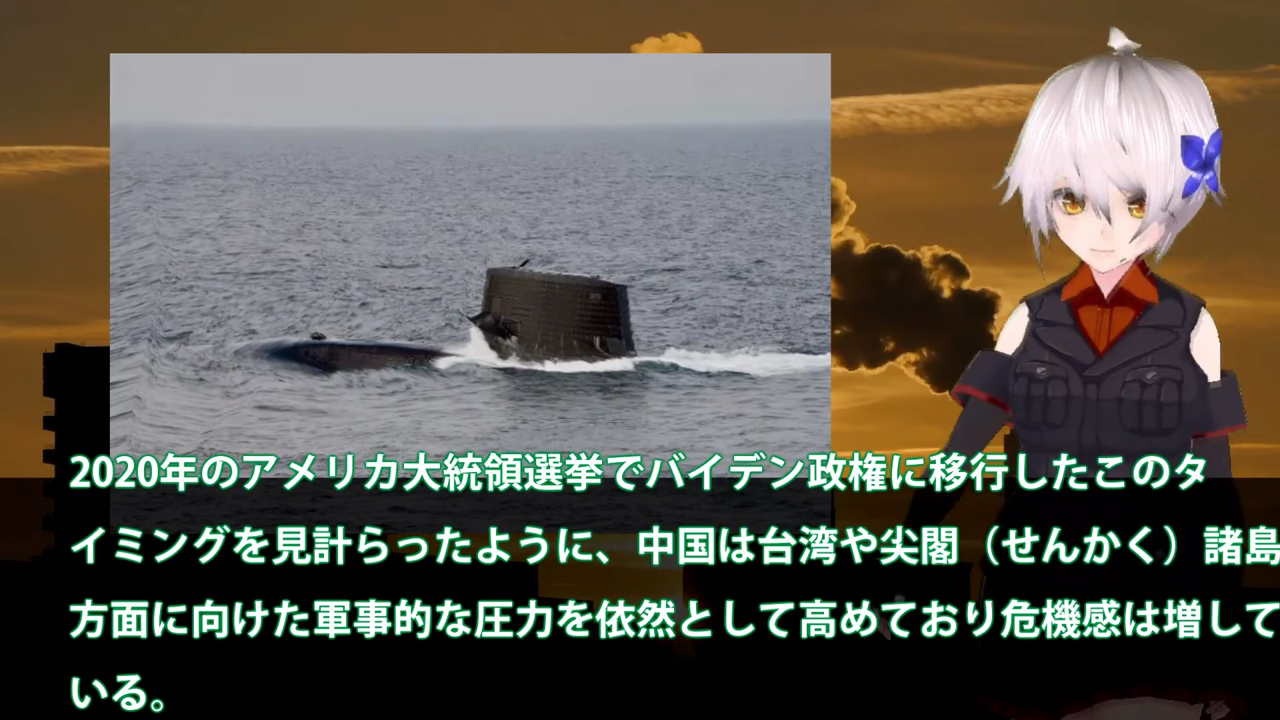 2020年のアメリカ大統領選挙でバイデン政権に移行したこのタ
イミングを見計らったように、中国は台湾や尖閣（せんかく）諸島
方面に向けた軍事的な圧力を依然として高めており危機感は増して
いる。